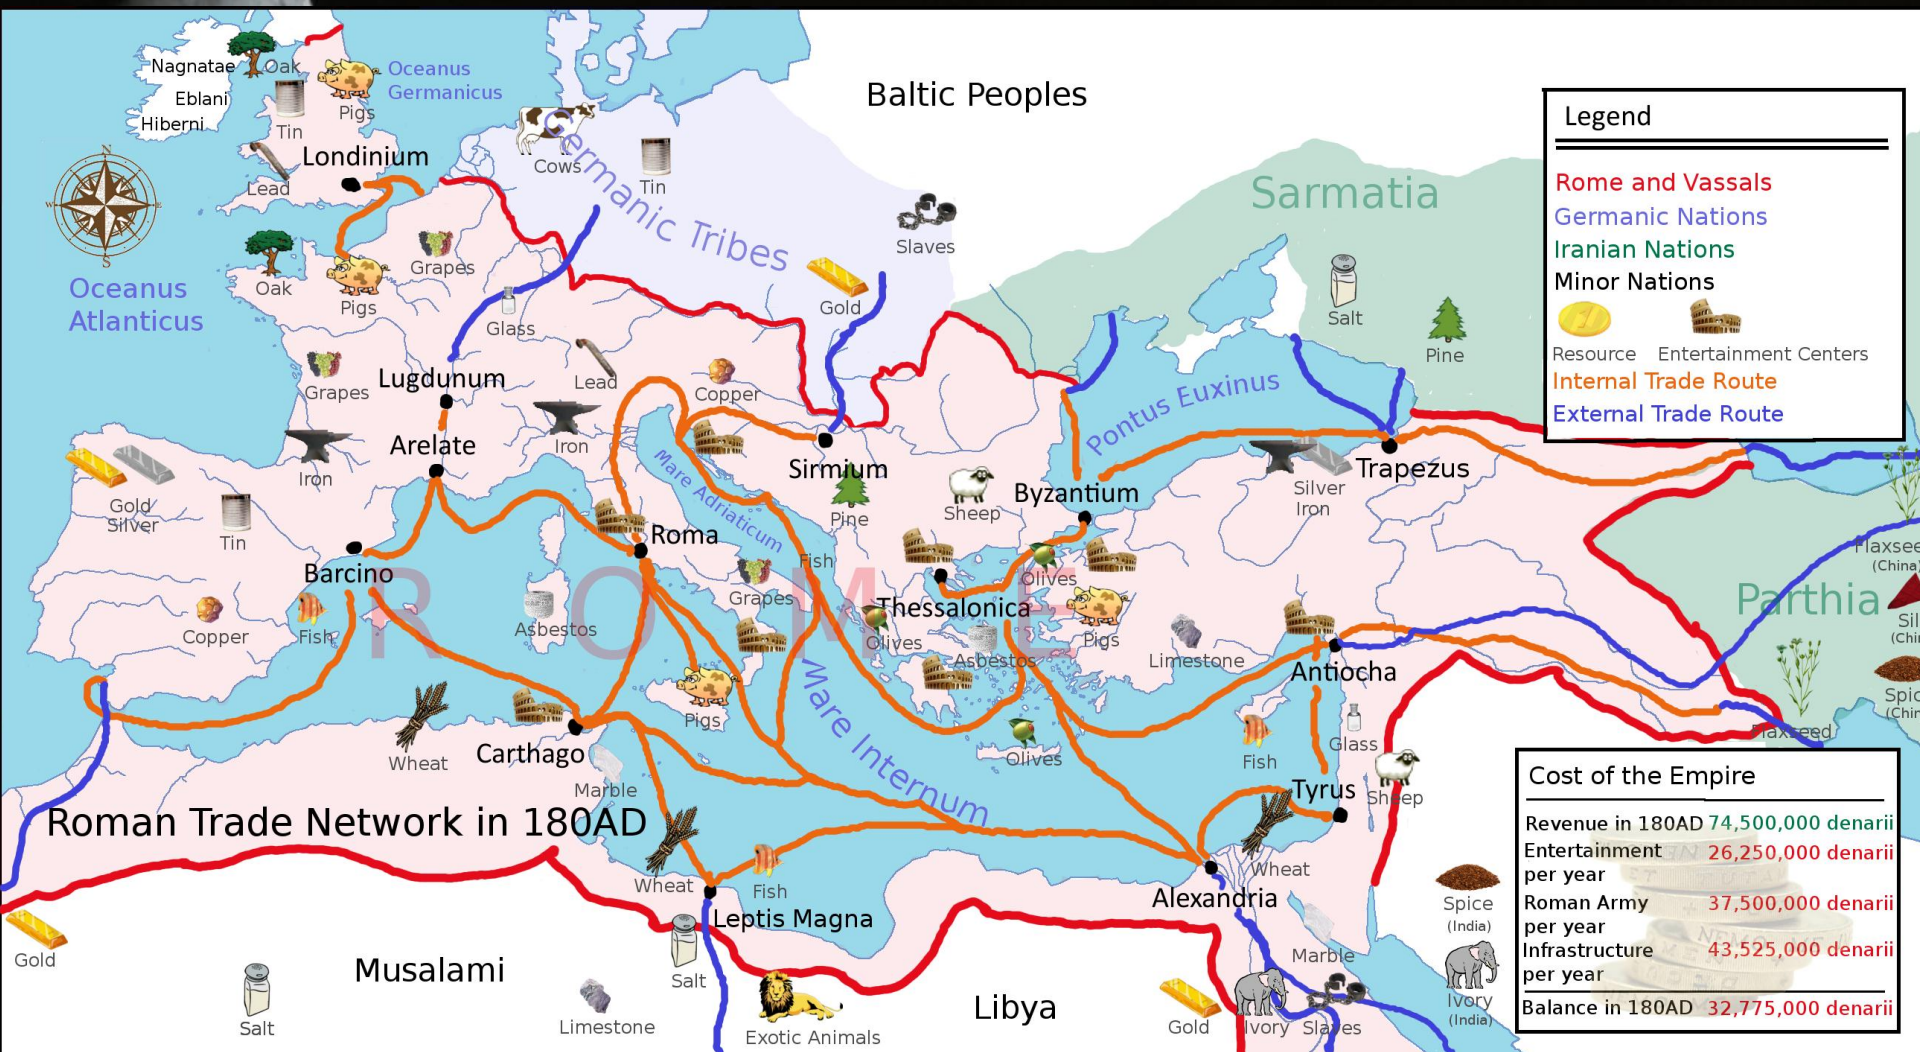 Nagnatae
Oak
Eblani
Hiberni
Tin
Pigs
Oceanus
Germanicus
Lead
Londinium
N
W
E
S
Oceanus
Atlanticus
Oak
Pigs
Grapes
Cows
Tin
Germanic Tribes
Slaves
Gold
Glass
Baltic Peoples
Sarmatia
Salt
Pine
Legend
Rome and Vassals
Germanic Nations
Iranian Nations
Minor Nations
Resource
Entertainment Centers
Internal Trade Route
External Trade Route
Grapes
Lugdunum
Lead
Copper
Arelate
Iron
Iron
Gold
Silver
Tin
Barcino
Copper
Fish
Mare Adriaticum
Sirmium
Pine
Sheep
Byzantium
Pontus Euxinus
Silver
Iron
Trapezus
Roma
Fish
Grapes
Asbestos
ROME
Thessalonica
Olives
Olives
Asbestos
Pigs
Limestone
Antiocha
Parthia
Flaxsee
(China)
Sil
(Chin
Spic
(Chin
Flaxseed
Pigs
Mare Internum
Olives
Fish
Glass
Tyrus
Sheep
Wheat
Carthago
Marble
Roman Trade Network in 180AD
Wheat
Fish
Leptis Magna
Wheat
Alexandria
Marble
Spice
(India)
Ivory
(India)
Gold
Salt
Musalami
Limestone
Salt
Exotic Animals
Libya
Gold
Ivory
Slaves
Cost of the Empire
Revenue in 180AD 74,500,000 denarii
Entertainment 26,250,000 denarii
per year
Roman Army 37,500,000 denarii
per year
Infrastructure 43,525,000 denarii
per year
Balance in 180AD 32,775,000 denarii